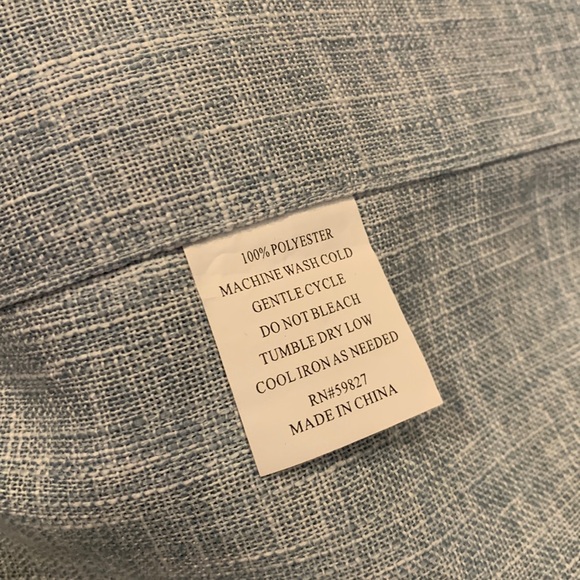 100% POLYESTER
MACHINE WASH COLD
GENTLE CYCLE
DO NOT BLEACH
TUMBLE DRY LOW
COOL IRON AS NEEDED
RN#59827
MADE IN CHINA